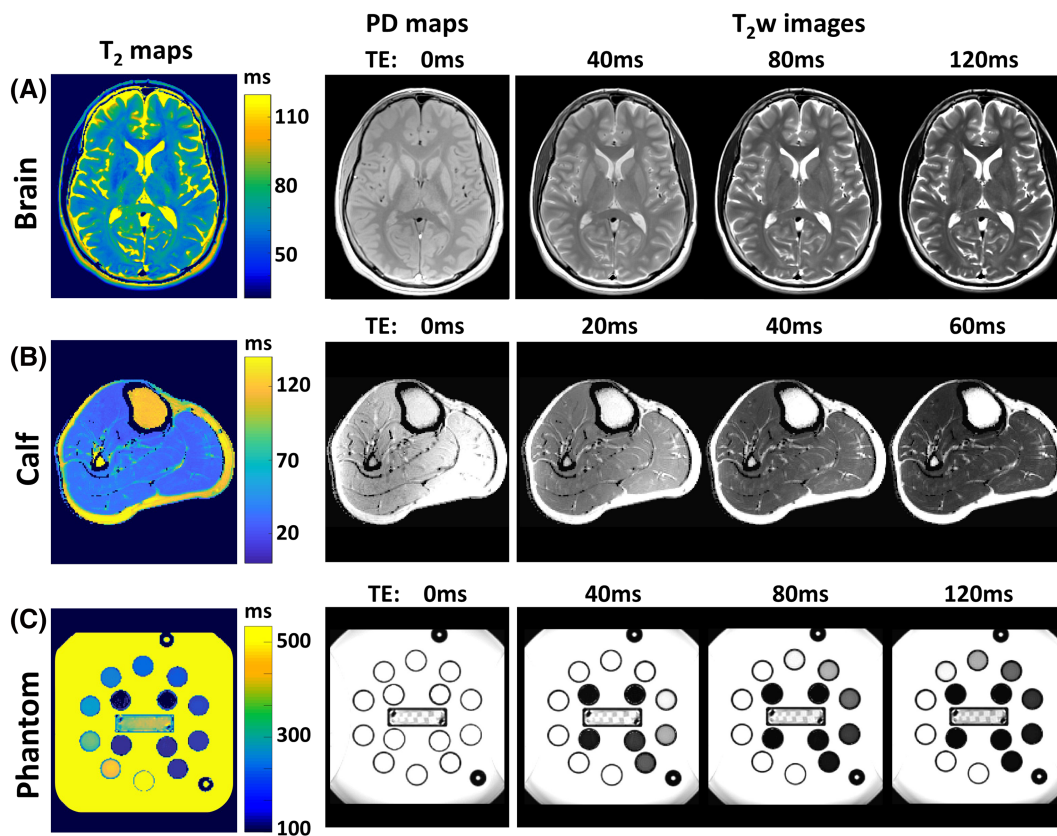 PD maps
T2w images
T2 maps
TE: 0ms 40ms 80ms 120ms
(A)
ms
110
80
50
Brain
TE: 0ms 20ms 40ms 60ms
(B)
ms
120
70
20
Calf
TE: 0ms 40ms 80ms 120ms
(C)
ms
500
300
100
Phantom